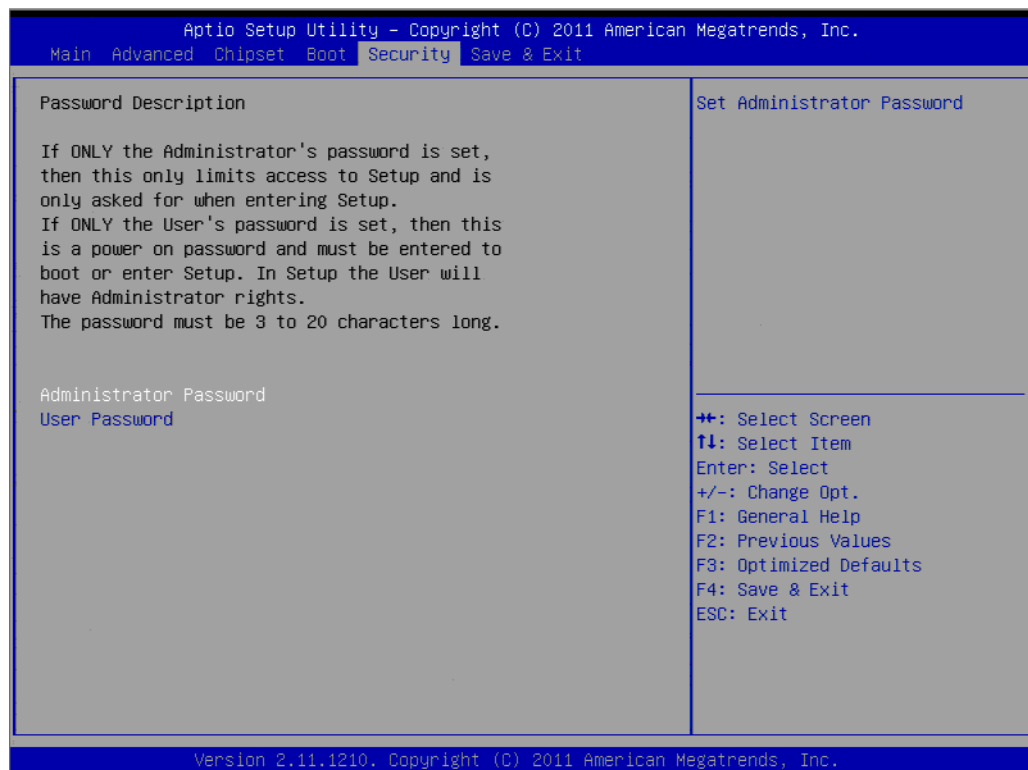 Aptio Setup Utility – Copyright (C) 2011 American Megatrends, Inc.
Main Advanced Chipset Boot Security Save & Exit
Password Description
If ONLY the Administrator's password is set,
then this only limits access to Setup and is
only asked for when entering Setup.
If ONLY the User's password is set, then this
is a power on password and must be entered to
boot or enter Setup. In Setup the User will
have Administrator rights.
The password must be 3 to 20 characters long.
Administrator Password
User Password
Set Administrator Password
→←: Select Screen
↑↓: Select Item
Enter: Select
+/-: Change Opt.
F1: General Help
F2: Previous Values
F3: Optimized Defaults
F4: Save & Exit
ESC: Exit
Version 2.11.1210. Copyright (C) 2011 American Megatrends, Inc.